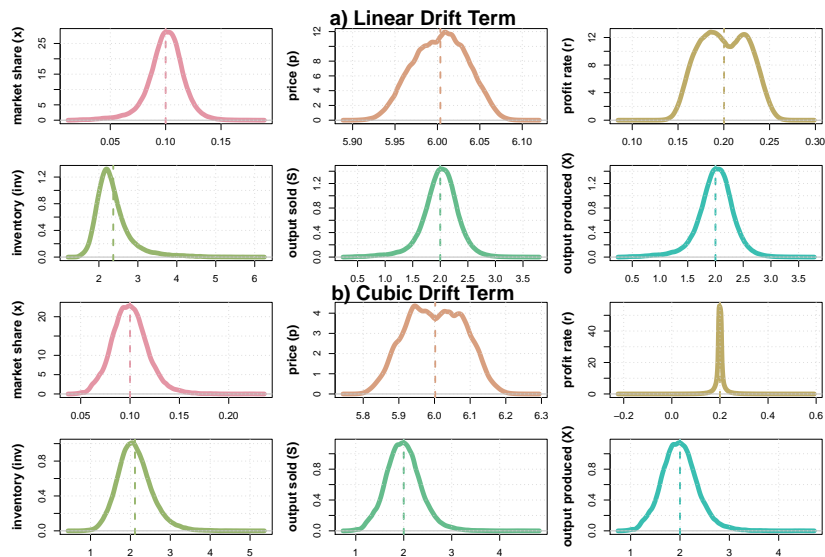 a) Linear Drift Term
market share (x)
0 5 15 25
0.05 0.10 0.15
price (p)
0 2 4 6 8 12
5.90 5.95 6.00 6.05 6.10
profit rate (r)
0 2 4 6 8 12
0.10 0.15 0.20 0.25 0.30
inventory (inv)
0.0 0.4 0.8 1.2
2 3 4 5 6
output sold (S)
0.0 0.4 0.8 1.2
0.5 1.0 1.5 2.0 2.5 3.0 3.5
output produced (X)
0.0 0.4 0.8 1.2
0.5 1.0 1.5 2.0 2.5 3.0 3.5
b) Cubic Drift Term
market share (x)
0 5 10 20
0.05 0.10 0.15 0.20
price (p)
0 1 2 3 4
5.8 5.9 6.0 6.1 6.2 6.3
profit rate (r)
0 20 40
−0.2 0.0 0.2 0.4 0.6
inventory (inv)
0.0 0.4 0.8
1 2 3 4 5
output sold (S)
0.0 0.4 0.8
1 2 3 4
output produced (X)
0.0 0.4 0.8
1 2 3 4